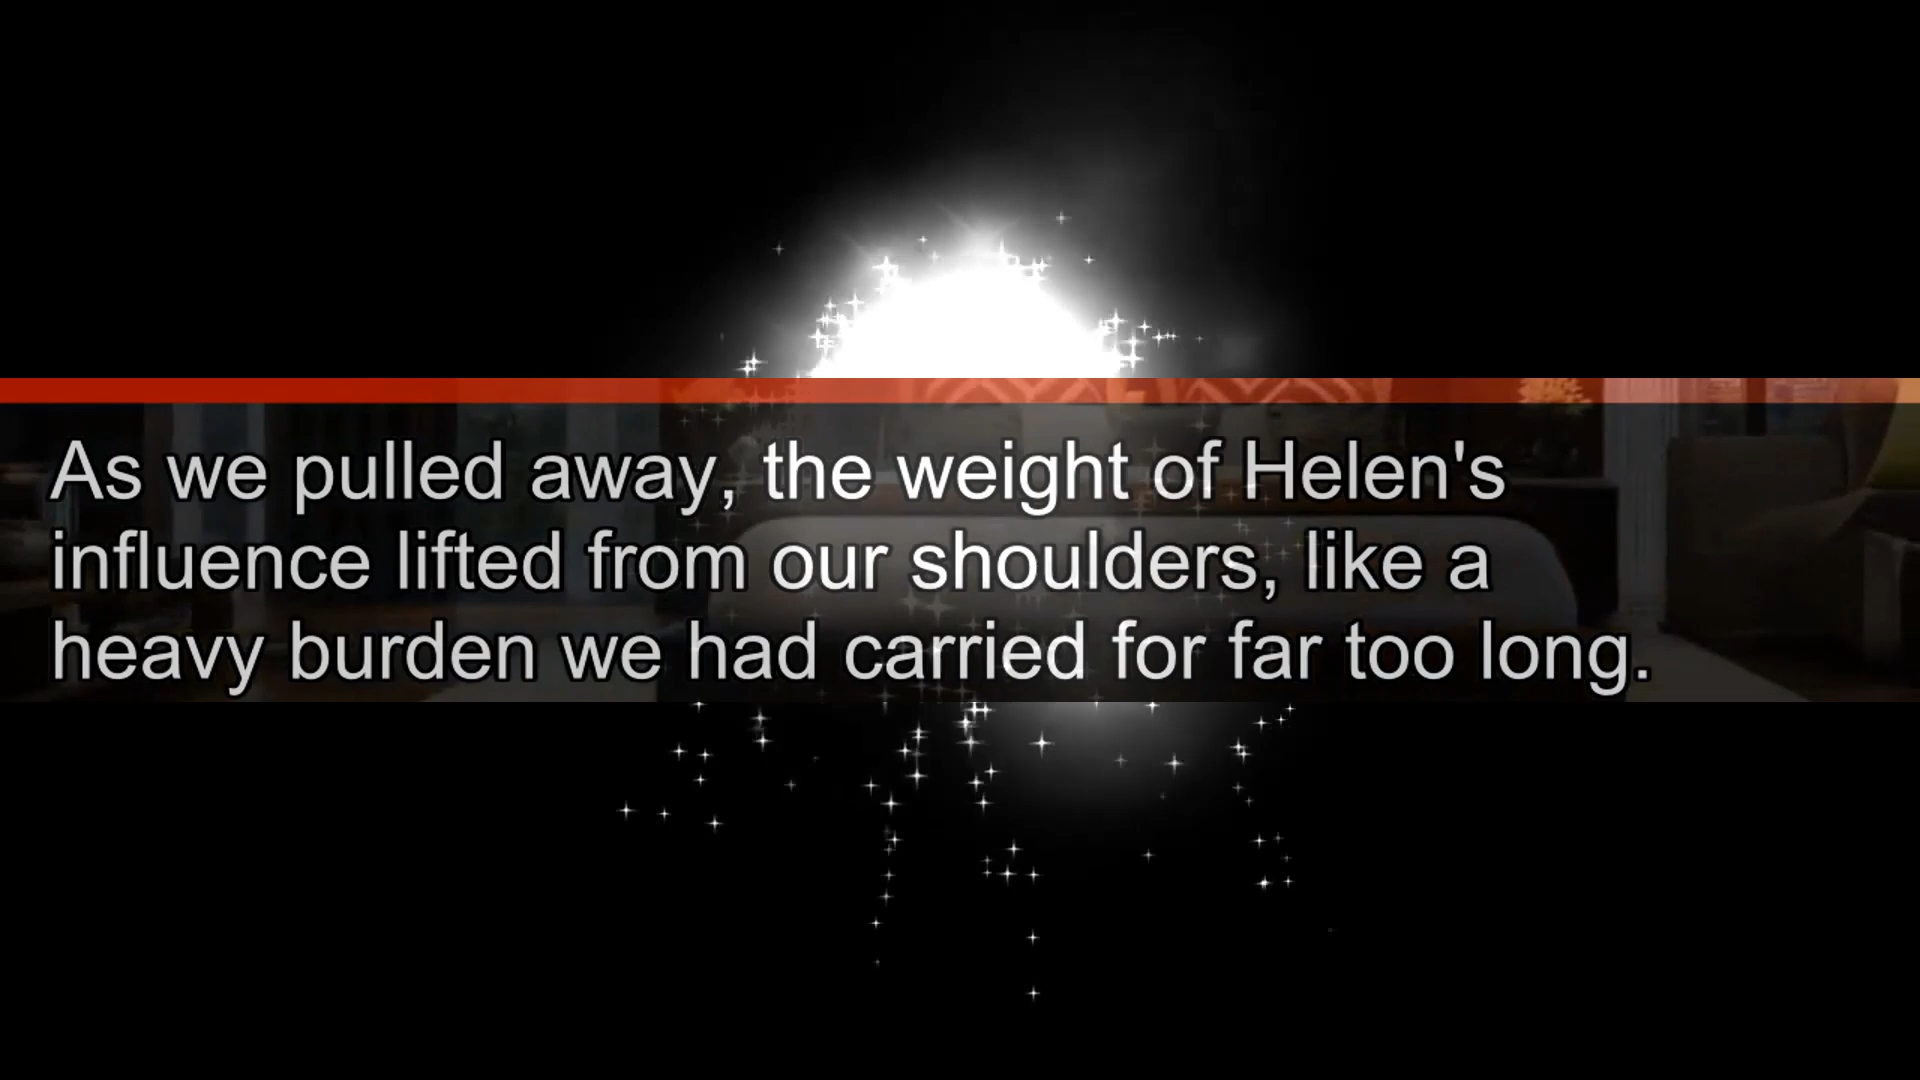 As we pulled away, the weight of Helen's
influence lifted from our shoulders, like a
heavy burden we had carried for far too long.